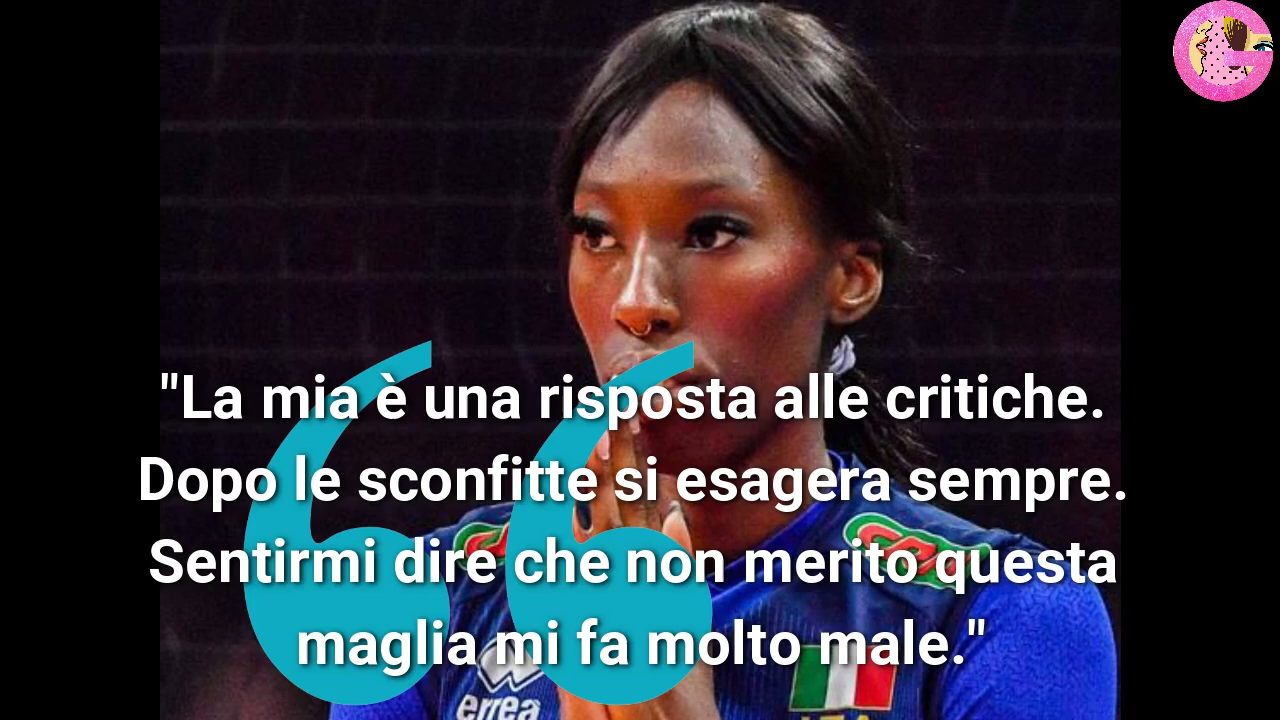 "La mia è una risposta alle critiche.
Dopo le sconfitte si esagera sempre.
Sentirmi dire che non merito questa
maglia mi fa molto male."
errea